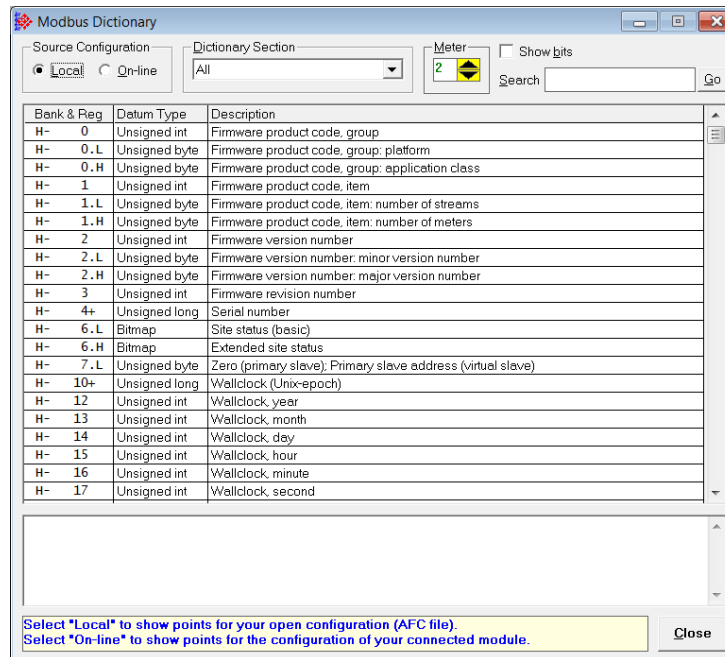 Modbus Dictionary
Source Configuration Dictionary Section Meter Show bits
Local On-line All 2 Search Go
Bank & Reg Datum Type Description
H- 0 Unsigned int Firmware product code, group
H- 0.L Unsigned byte Firmware product code, group: platform
H- 0.H Unsigned byte Firmware product code, group: application class
H- 1 Unsigned int Firmware product code, item
H- 1.L Unsigned byte Firmware product code, item: number of streams
H- 1.H Unsigned byte Firmware product code, item: number of meters
H- 2 Unsigned int Firmware version number
H- 2.L Unsigned byte Firmware version number: minor version number
H- 2.H Unsigned byte Firmware version number: major version number
H- 3 Unsigned int Firmware revision number
H- 4+ Unsigned long Serial number
H- 6.L Bitmap Site status (basic)
H- 6.H Bitmap Extended site status
H- 7.L Unsigned byte Zero (primary slave); Primary slave address (virtual slave)
H- 10+ Unsigned long Wallclock (Unix-epoch)
H- 12 Unsigned int Wallclock, year
H- 13 Unsigned int Wallclock, month
H- 14 Unsigned int Wallclock, day
H- 15 Unsigned int Wallclock, hour
H- 16 Unsigned int Wallclock, minute
H- 17 Unsigned int Wallclock, second
Select "Local" to show points for your open configuration (AFC file).
Select "On-line" to show points for the configuration of your connected module.
Close